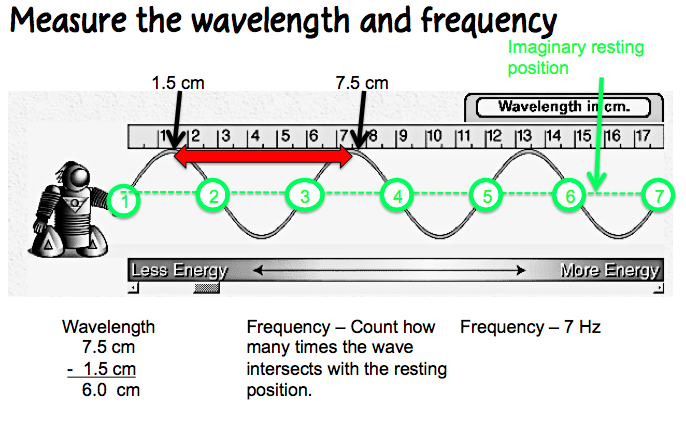 Measure the wavelength and frequency
Imaginary resting
position
1.5 cm
7.5 cm
Wavelength in cm.
1 2 3 4 5 6 7 8 9 10 11 12 13 14 15 16 17
1 2 3 4 5 6 7
Less Energy
More Energy
Wavelength
7.5 cm
- 1.5 cm
6.0 cm
Frequency – Count how
many times the wave
intersects with the resting
position.
Frequency – 7 Hz